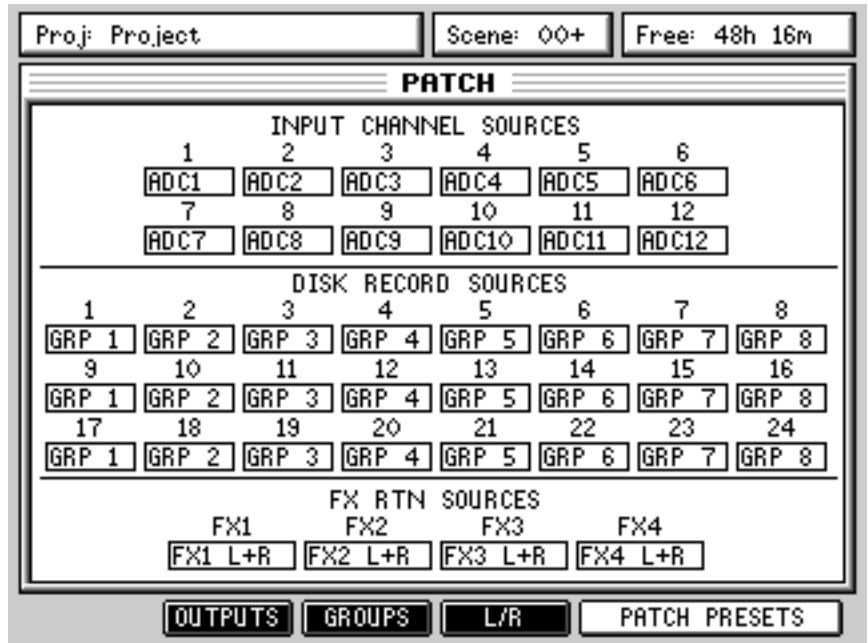 Proj: Project Scene: 00+ Free: 48h 16m
PATCH
INPUT CHANNEL SOURCES
1 2 3 4 5 6
ADC1 ADC2 ADC3 ADC4 ADC5 ADC6
7 8 9 10 11 12
ADC7 ADC8 ADC9 ADC10 ADC11 ADC12
DISK RECORD SOURCES
1 2 3 4 5 6 7 8
GRP 1 GRP 2 GRP 3 GRP 4 GRP 5 GRP 6 GRP 7 GRP 8
9 10 11 12 13 14 15 16
GRP 1 GRP 2 GRP 3 GRP 4 GRP 5 GRP 6 GRP 7 GRP 8
17 18 19 20 21 22 23 24
GRP 1 GRP 2 GRP 3 GRP 4 GRP 5 GRP 6 GRP 7 GRP 8
FX RTN SOURCES
FX1 FX2 FX3 FX4
FX1 L+R FX2 L+R FX3 L+R FX4 L+R
OUTPUTS GROUPS L/R PATCH PRESETS